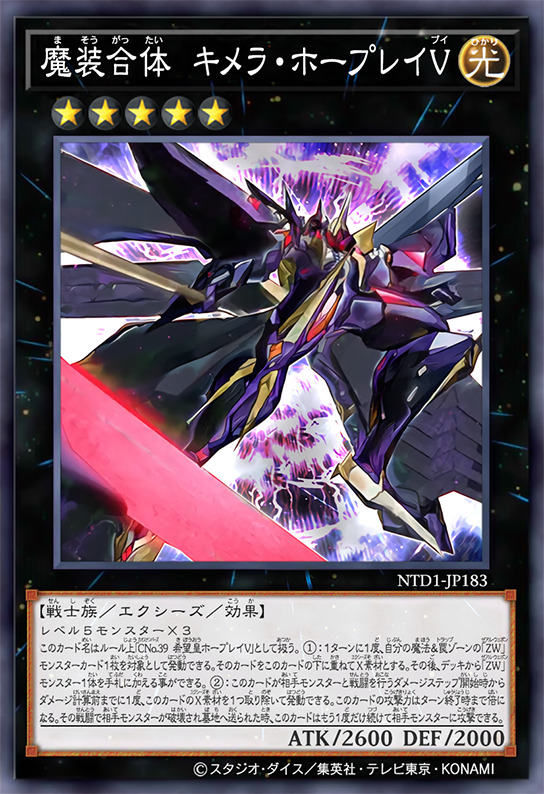 魔装合体 キメラ・ホープレイV
光
NTD1-JP183
【戦士族/エクシーズ/効果】
レベル5モンスター×3
このカード名はルール上「CNo.39 希望皇ホープレイV」として扱う。①:1ターンに1度、自分の魔法&罠ゾーンの「ZW」
モンスターカード1枚を対象として発動できる。そのカードをこのカードの下に重ねてX素材とする。その後、デッキから「ZW」
モンスター1体を手札に加える事ができる。②:このカードが相手モンスターと戦闘を行うダメージステップ開始時から
ダメージ計算前までに1度、このカードのX素材を1つ取り除いて発動できる。このカードの攻撃力はターン終了時まで倍に
なる。その戦闘で相手モンスターが破壊され墓地へ送られた時、このカードはもう1度だけ続けて相手モンスターに攻撃できる。
ATK/2600 DEF/2000
©スタジオ・ダイス/集英社・テレビ東京・KONAMI